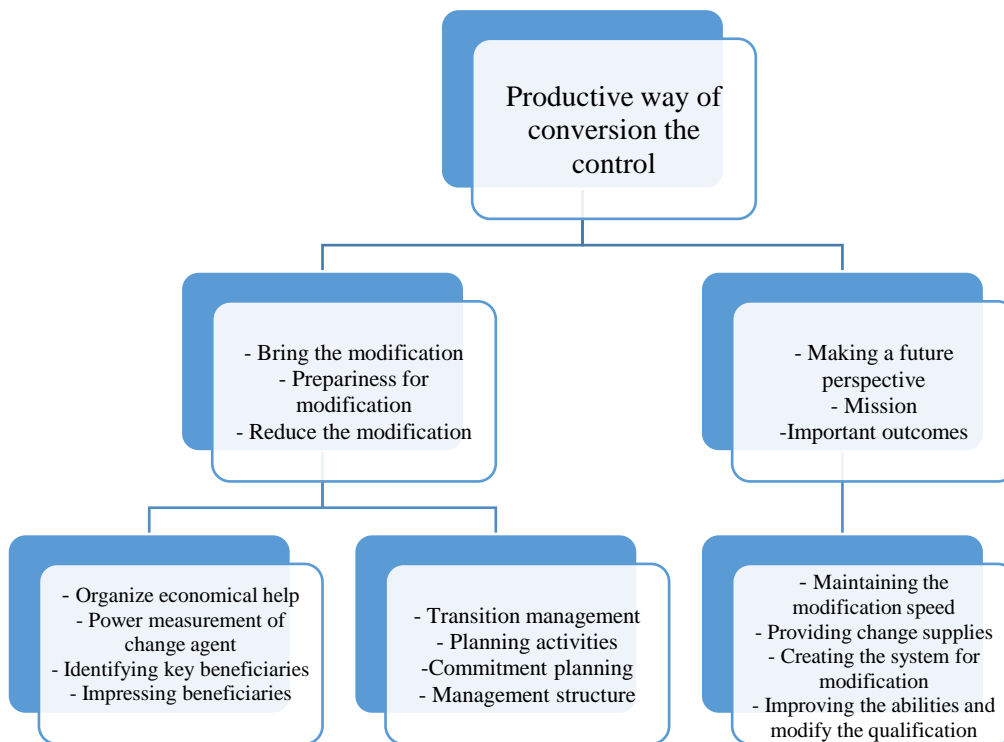 Productive way of
conversion the
control
- Bring the modification
- Prepariness for
modification
- Reduce the modification
- Making a future
perspective
- Mission
-Important outcomes
- Organize economical help
- Power measurement of
change agent
- Identifying key beneficiaries
- Impressing beneficiaries
- Transition management
- Planning activities
-Commitment planning
- Management structure
- Maintaining the
modification speed
- Providing change supplies
- Creating the system for
modification
- Improving the abilities and
modify the qualification